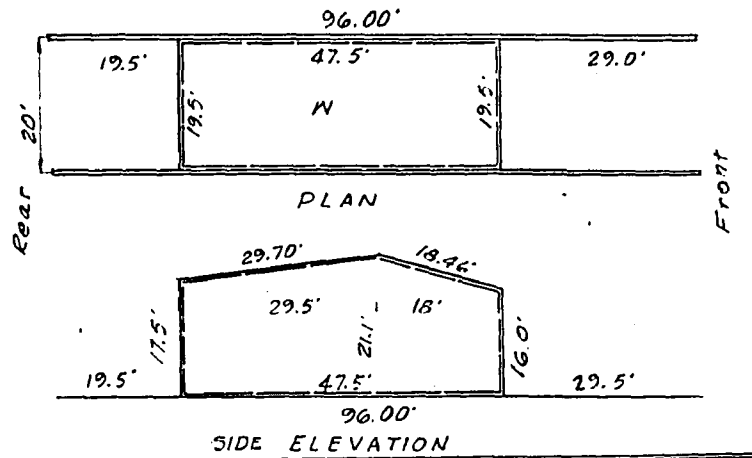 96.00'
19.5' 47.5' 29.0'
20' 19.5' W 19.5'
Rear PLAN Front
29.70' 18.46'
29.5' 18'
17.5' 21.1' 16.0'
19.5' 47.5' 29.5'
96.00'
SIDE ELEVATION